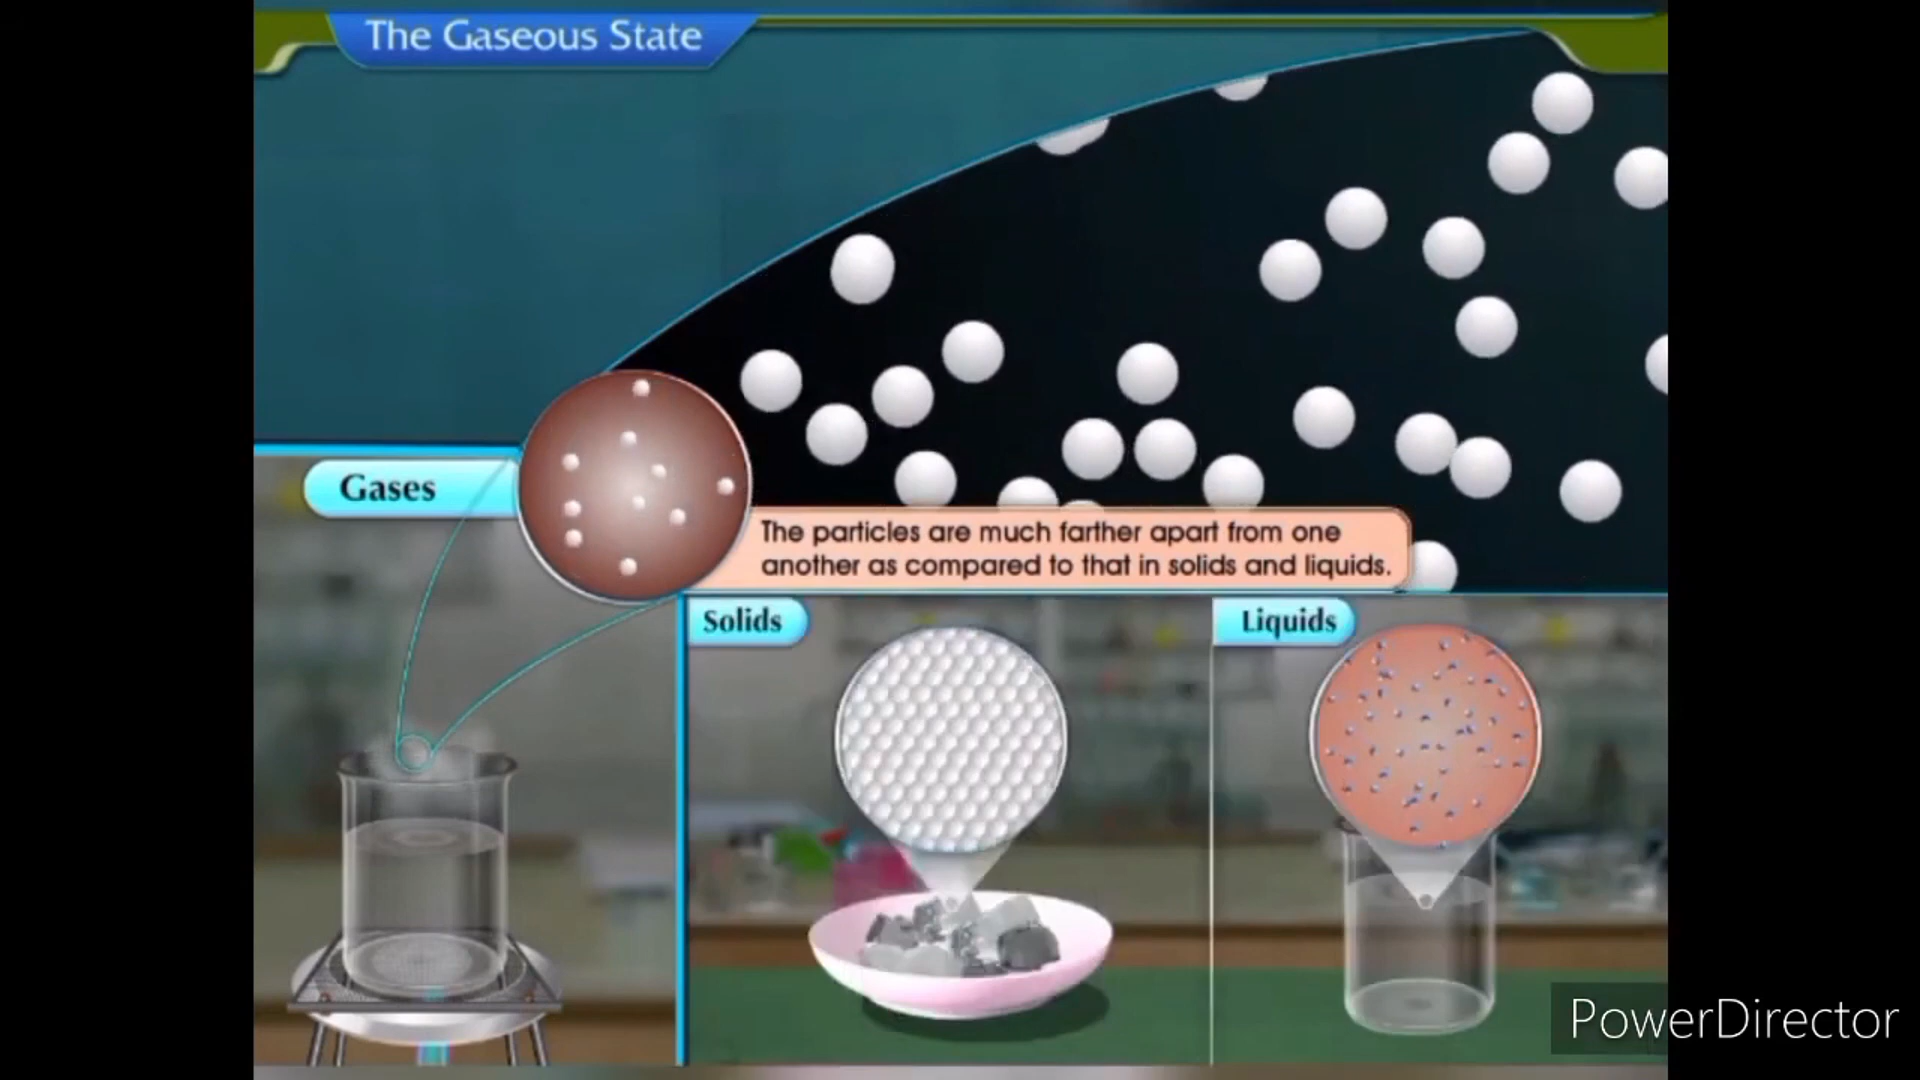 The Gaseous State
Gases
The particles are much farther apart from one
another as compared to that in solids and liquids.
Solids
Liquids
PowerDirector